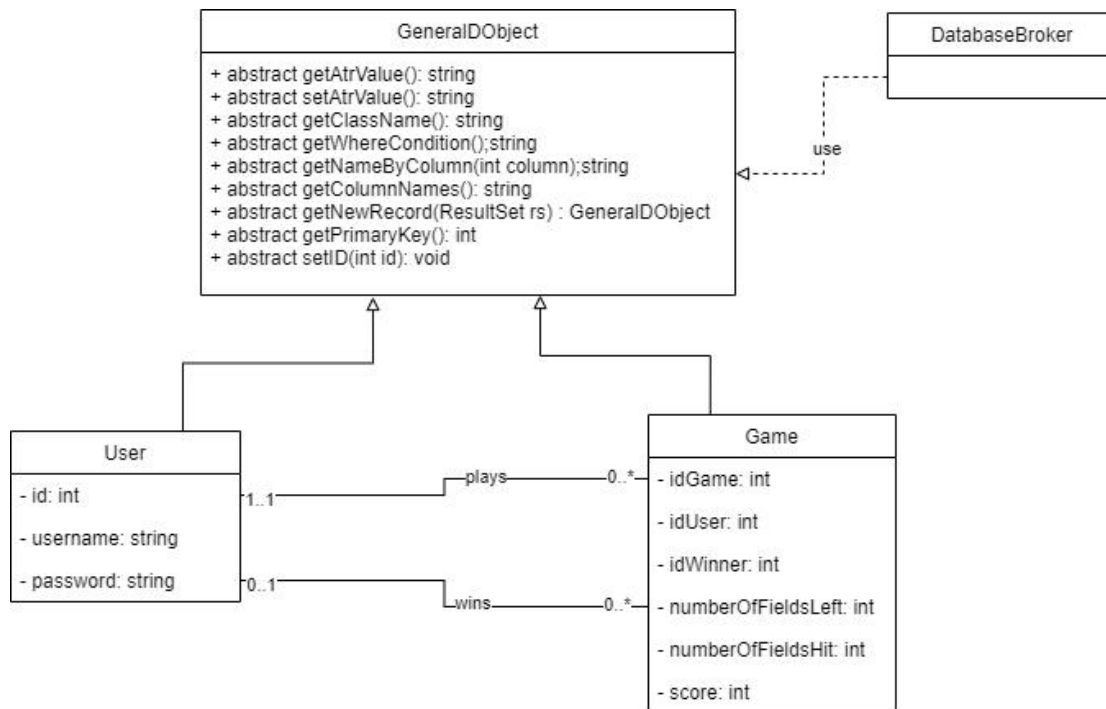 GeneralDObject
+ abstract getAtrValue(): string
+ abstract setAtrValue(): string
+ abstract getClassName(): string
+ abstract getWhereCondition();string
+ abstract getNameByColumn(int column);string
+ abstract getColumnNames(): string
+ abstract getNewRecord(ResultSet rs) : GeneralDObject
+ abstract getPrimaryKey(): int
+ abstract setID(int id): void
DatabaseBroker
use
User
- id: int
- username: string
- password: string
1..1
plays
0..*
0..1
wins
0..*
Game
- idGame: int
- idUser: int
- idWinner: int
- numberOfFieldsLeft: int
- numberOfFieldsHit: int
- score: int